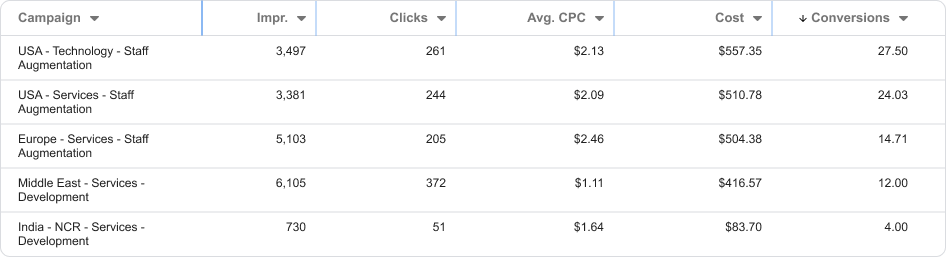 Campaign Impr. Clicks Avg. CPC Cost Conversions
USA - Technology - Staff 3,497 261 $2.13 $557.35 27.50
Augmentation
USA - Services - Staff 3,381 244 $2.09 $510.78 24.03
Augmentation
Europe - Services - Staff 5,103 205 $2.46 $504.38 14.71
Augmentation
Middle East - Services - 6,105 372 $1.11 $416.57 12.00
Development
India - NCR - Services - 730 51 $1.64 $83.70 4.00
Development